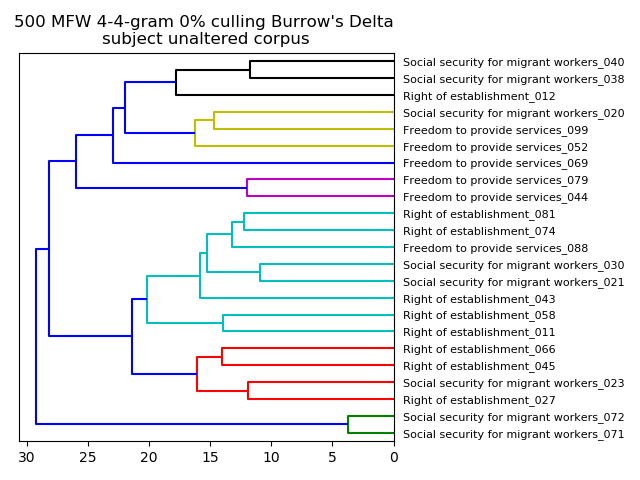 500 MFW 4-4-gram 0% culling Burrow's Delta
subject unaltered corpus
Social security for migrant workers_040
Social security for migrant workers_038
Right of establishment_012
Social security for migrant workers_020
Freedom to provide services_099
Freedom to provide services_052
Freedom to provide services_069
Freedom to provide services_079
Freedom to provide services_044
Right of establishment_081
Right of establishment_074
Freedom to provide services_088
Social security for migrant workers_030
Social security for migrant workers_021
Right of establishment_043
Right of establishment_058
Right of establishment_011
Right of establishment_066
Right of establishment_045
Social security for migrant workers_023
Right of establishment_027
Social security for migrant workers_072
Social security for migrant workers_071
30 25 20 15 10 5 0